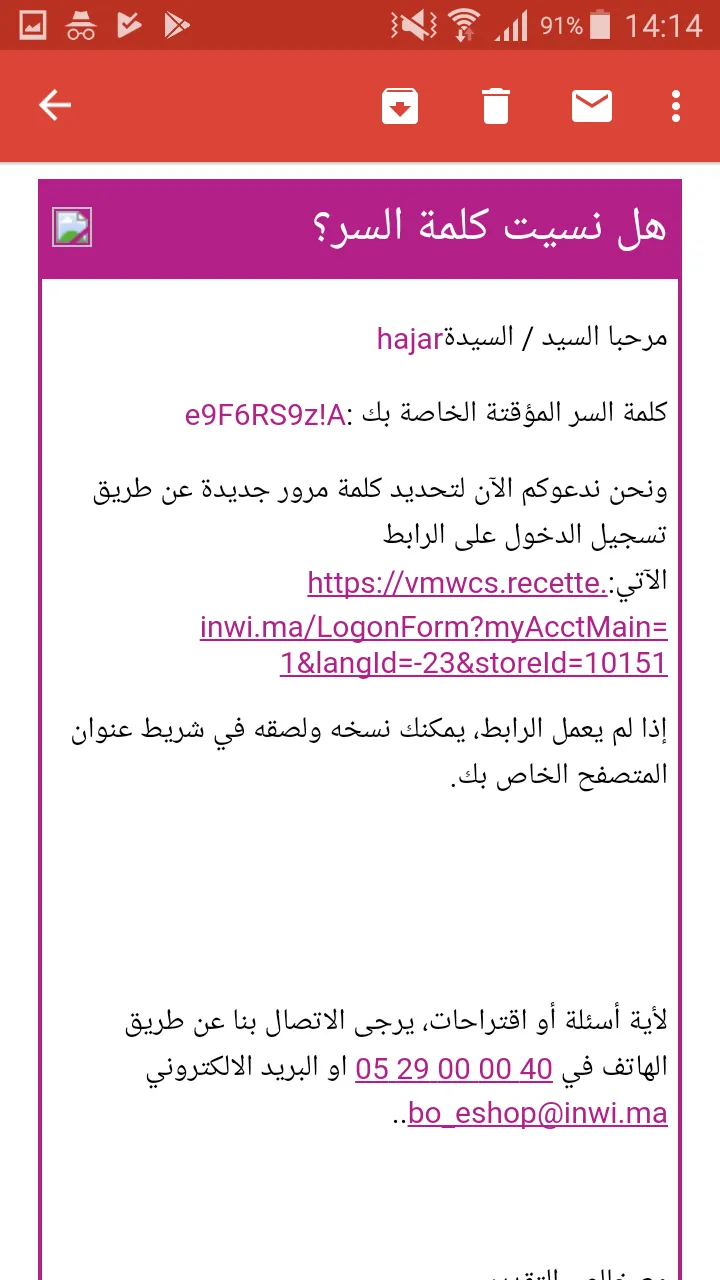 91% 14:14
هل نسيت كلمة السر؟
مرحبا السيد / السيدةhajar
كلمة السر المؤقتة الخاصة بك :e9F6RS9z!A
ونحن ندعوكم الآن لتحديد كلمة مرور جديدة عن طريق
تسجيل الدخول على الرابط
الآتي:https://vmwcs.recette.
inwi.ma/LogonForm?myAcctMain=
1&langId=-23&storeId=10151
إذا لم يعمل الرابط، يمكنك نسخه ولصقه في شريط عنوان
المتصفح الخاص بك.
لأية أسئلة أو اقتراحات، يرجى الاتصال بنا عن طريق
الهاتف في 05 29 00 00 40 او البريد الالكتروني
bo_eshop@inwi.ma..